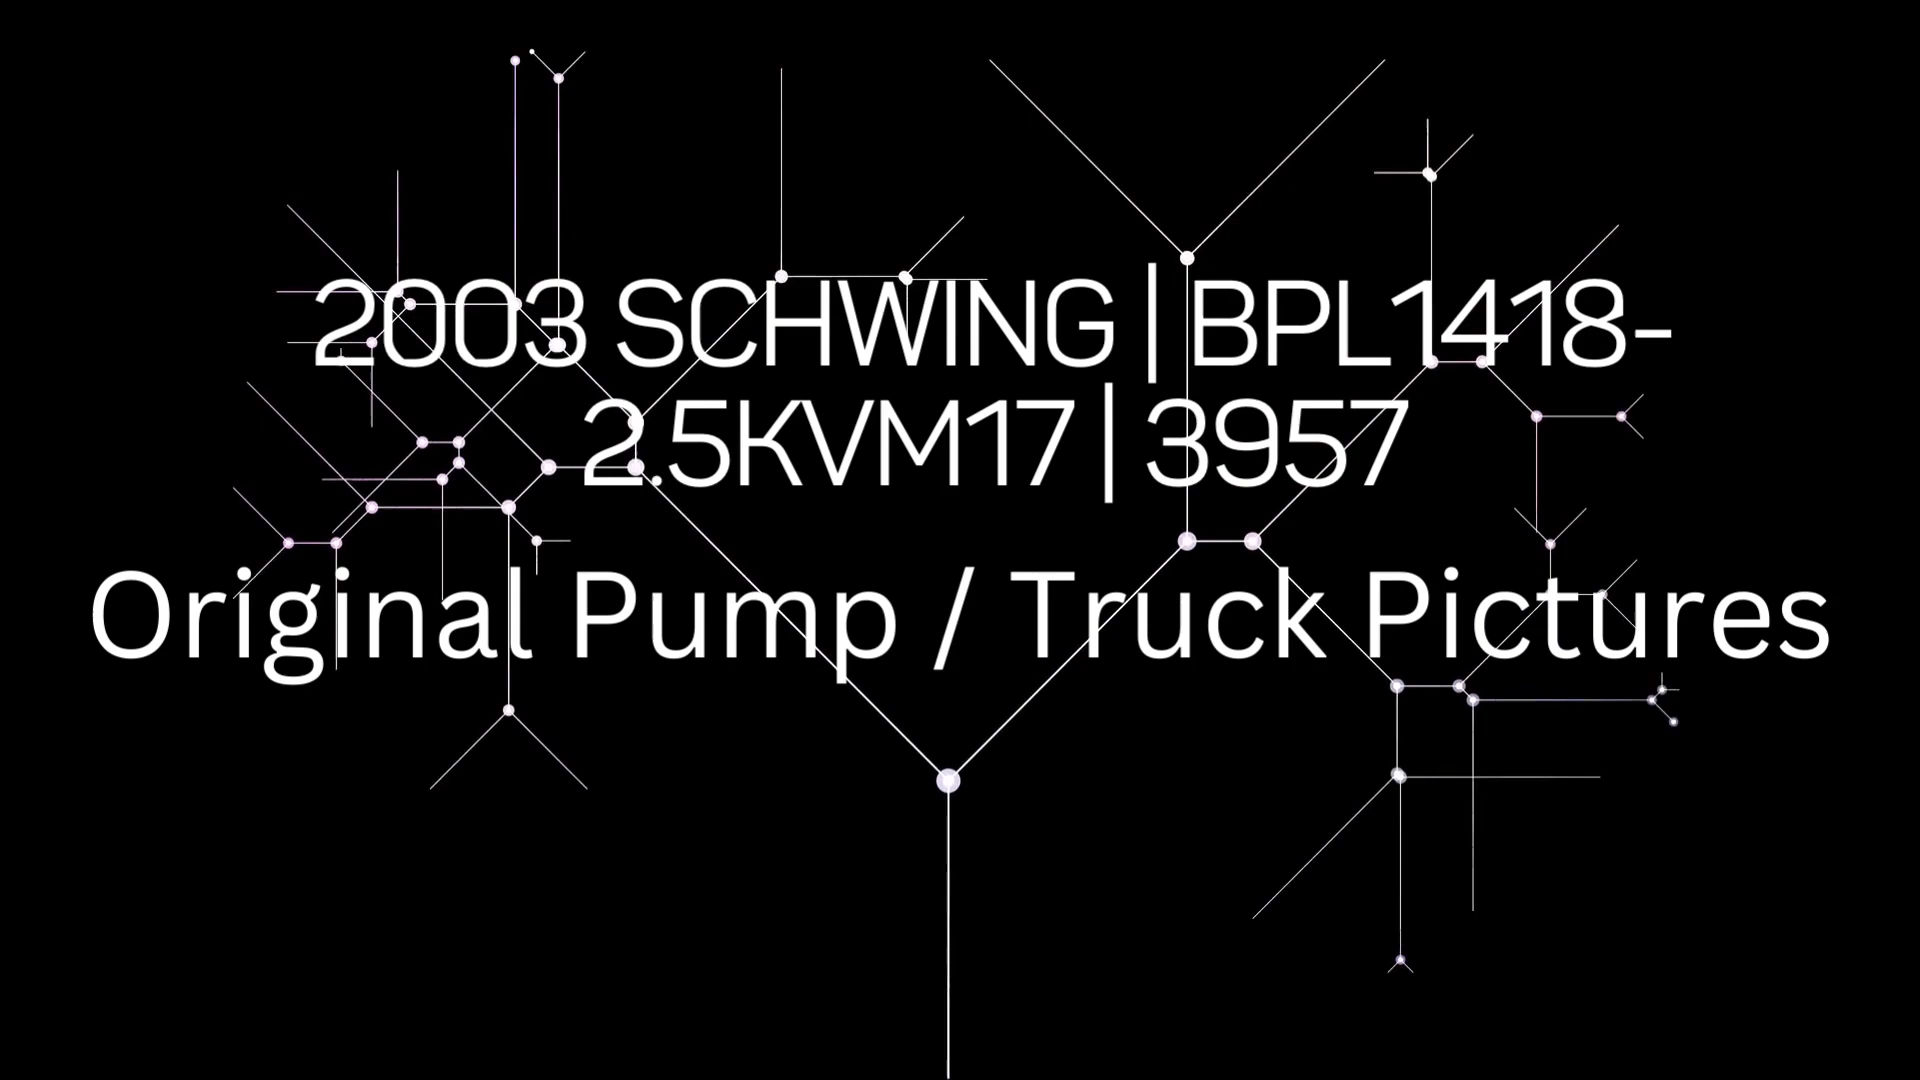 2003 SCHWING | BPL1418-
2.5KVM17 | 3957
Original Pump / Truck Pictures